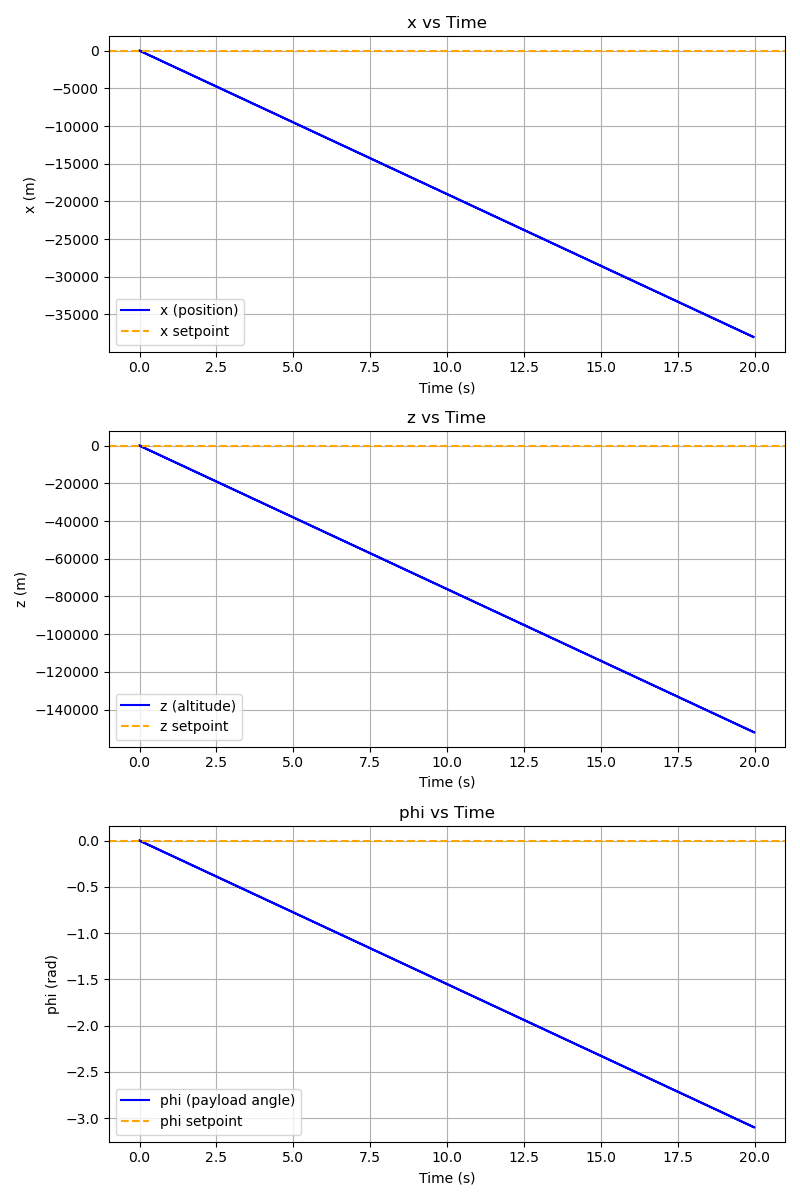 x vs Time
0
−5000
−10000
−15000
−20000
−25000
−30000
−35000
x (m)
x (position)
x setpoint
0.0 2.5 5.0 7.5 10.0 12.5 15.0 17.5 20.0
Time (s)
z vs Time
0
−20000
−40000
−60000
−80000
−100000
−120000
−140000
z (m)
z (altitude)
z setpoint
0.0 2.5 5.0 7.5 10.0 12.5 15.0 17.5 20.0
Time (s)
phi vs Time
0.0
−0.5
−1.0
−1.5
−2.0
−2.5
−3.0
phi (rad)
phi (payload angle)
phi setpoint
0.0 2.5 5.0 7.5 10.0 12.5 15.0 17.5 20.0
Time (s)